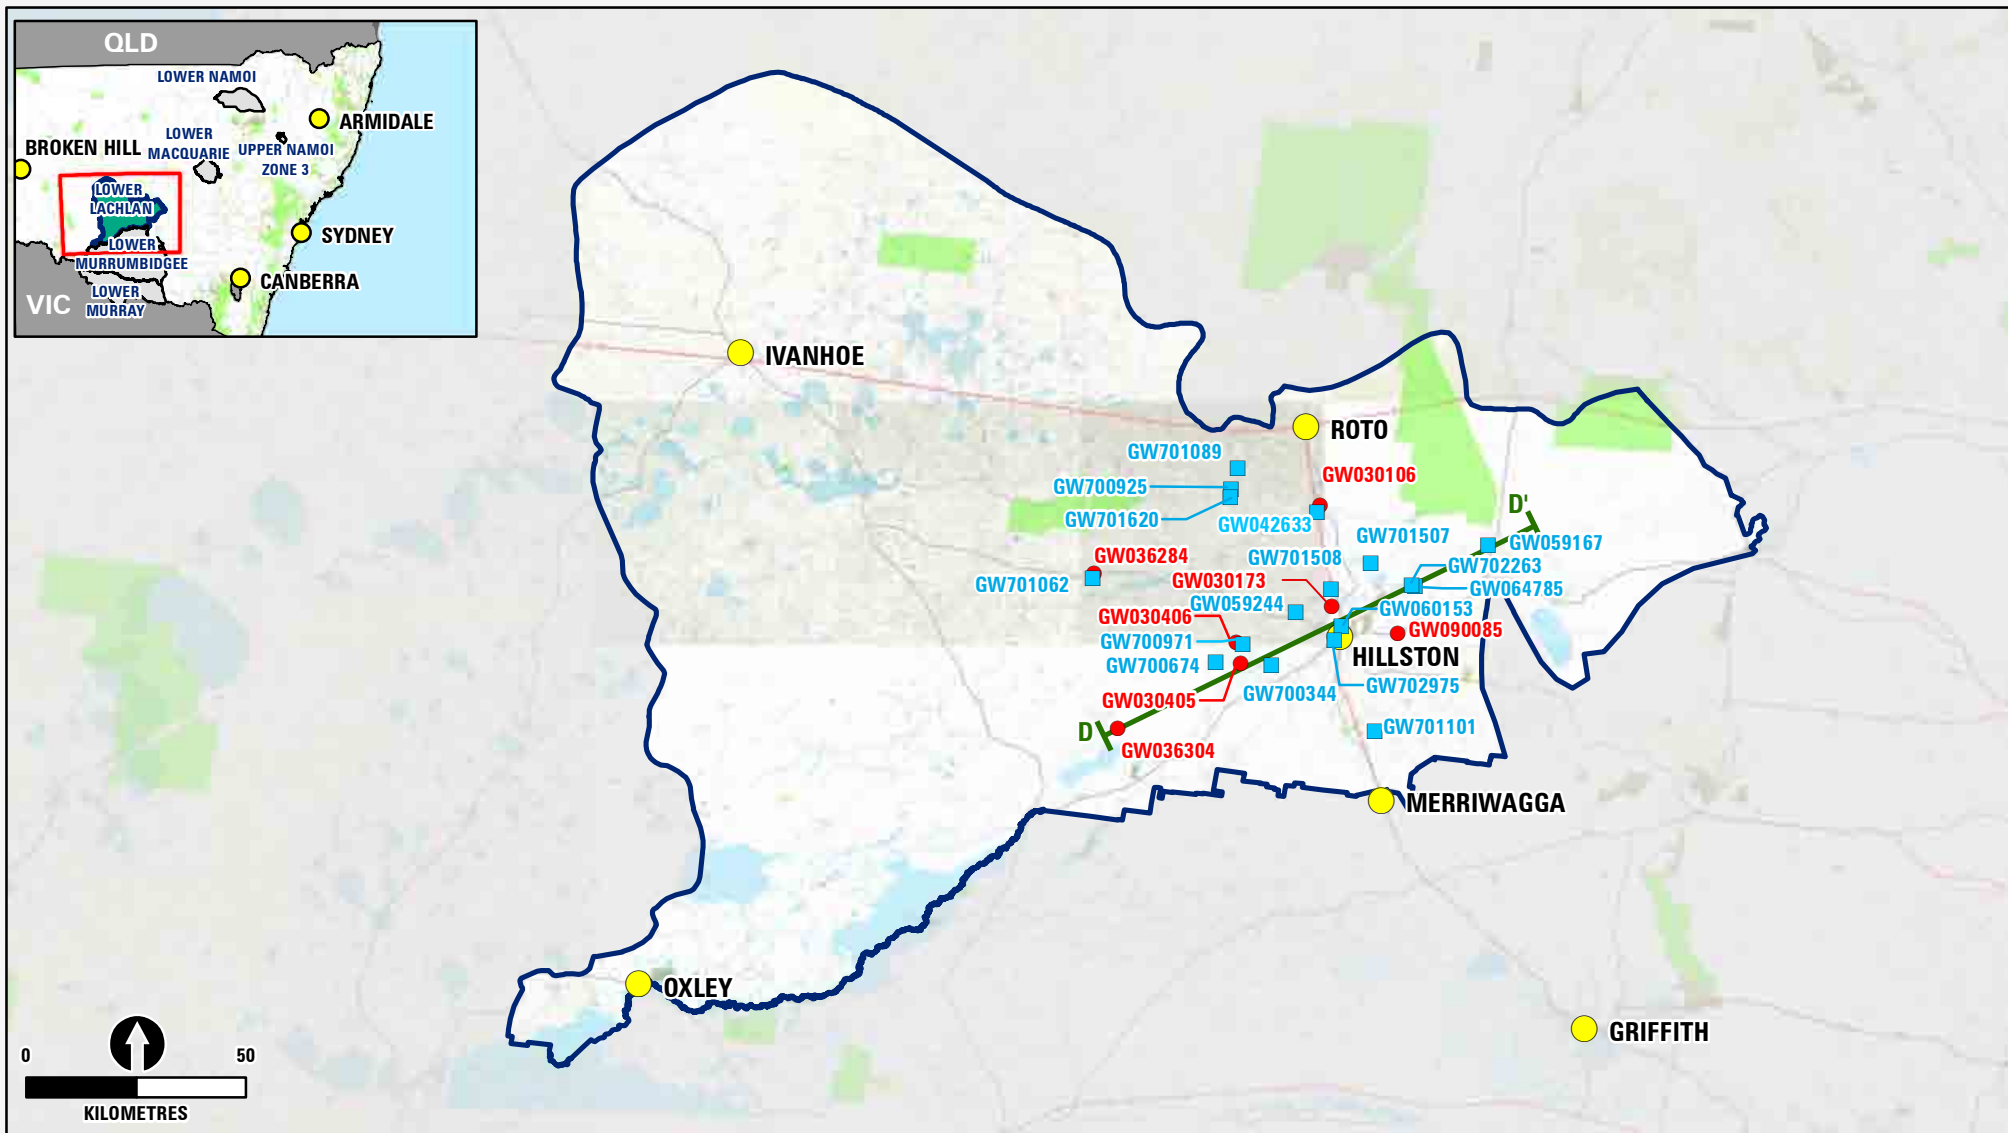 QLD
LOWER NAMOI
ARMIDALE
LOWER
MACQUARIE
UPPER NAMOI
ZONE 3
BROKEN HILL
LOWER
LACHLAN
SYDNEY
LOWER
MURRUMBIDGEE
CANBERRA
LOWER
MURRAY
VIC
IVANHOE
ROTO
GW701089
GW030106
GW700925
GW701620
GW042633
D'
GW701507
GW059167
GW036284
GW701508
GW702263
GW701062
GW030173
GW064785
GW059244
GW060153
GW030406
GW090085
GW700971
HILLSTON
GW700674
GW700344
GW702975
GW030405
D
GW701101
GW036304
MERRIWAGGA
OXLEY
GRIFFITH
0 50
KILOMETRES